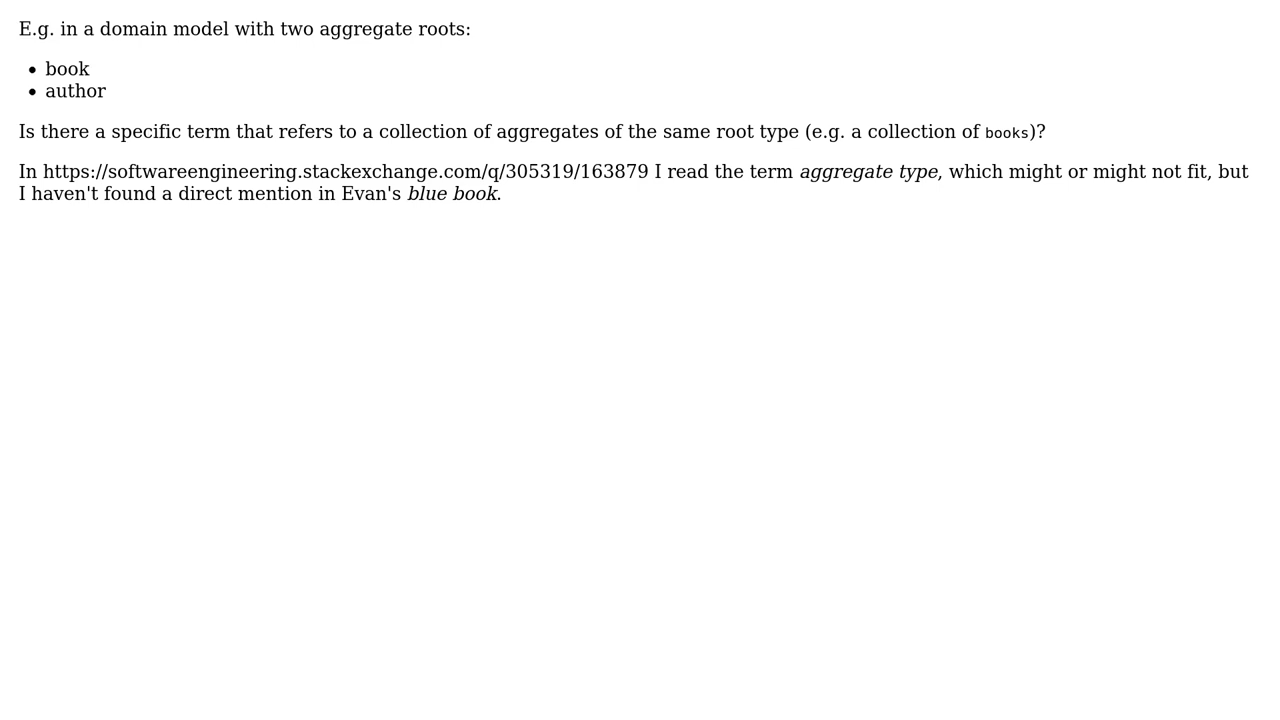 E.g. in a domain model with two aggregate roots:
• book
• author
Is there a specific term that refers to a collection of aggregates of the same root type (e.g. a collection of books)?
In https://softwareengineering.stackexchange.com/q/305319/163879 I read the term aggregate type, which might or might not fit, but
I haven't found a direct mention in Evan's blue book.